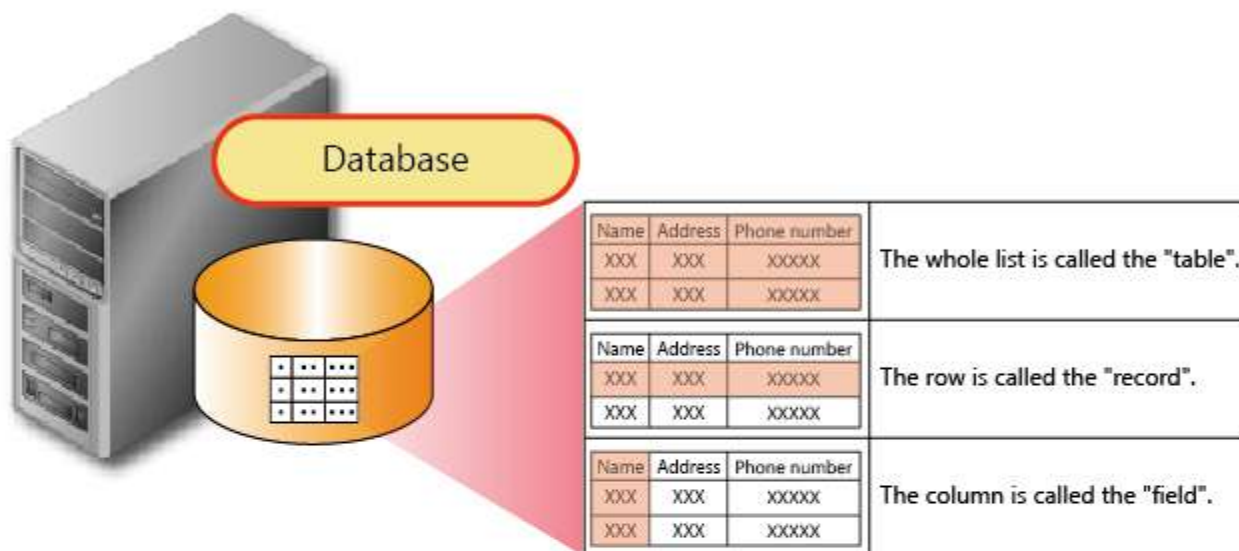 Database
Name Address Phone number
XXX XXX XXXXX
XXX XXX XXXXX
The whole list is called the "table".
Name Address Phone number
XXX XXX XXXXX
XXX XXX XXXXX
The row is called the "record".
Name Address Phone number
XXX XXX XXXXX
XXX XXX XXXXX
The column is called the "field".